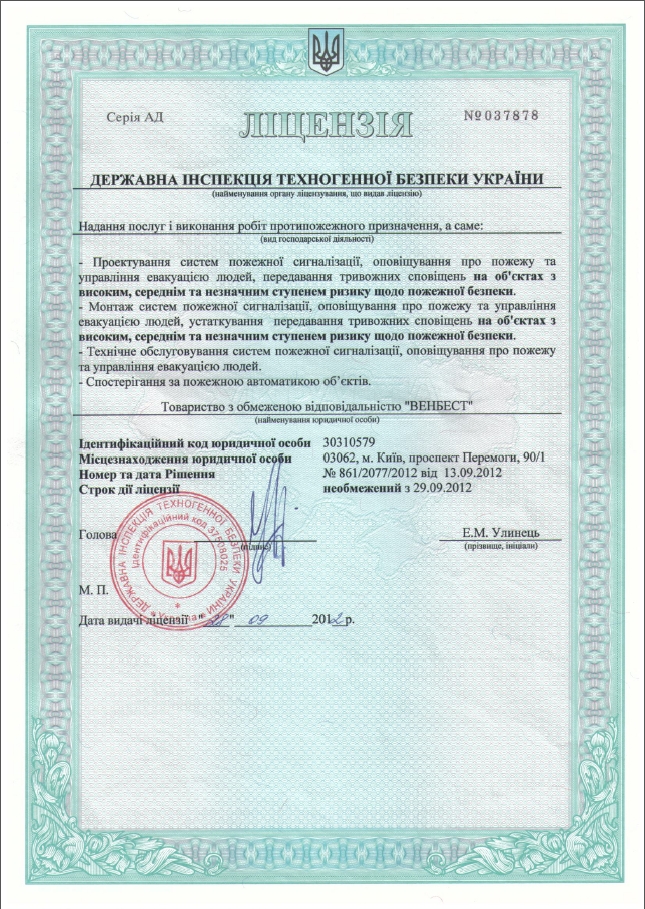 Серія АД
ЛІЦЕНЗІЯ
№037878
ДЕРЖАВНА ІНСПЕКЦІЯ ТЕХНОГЕННОЇ БЕЗПЕКИ УКРАЇНИ
(найменування органу ліцензування, що видав ліцензію)
Надання послуг і виконання робіт протипожежного призначення, а саме:
(вид господарської діяльності)
- Проектування систем пожежної сигналізації, оповіщування про пожежу та
управління евакуацією людей, передавання тривожних сповіщень на об'єктах з
високим, середнім та незначним ступенем ризику щодо пожежної безпеки.
- Монтаж систем пожежної сигналізації, оповіщування про пожежу та управління
евакуацією людей, устаткування передавання тривожних сповіщень на об'єктах з
високим, середнім та незначним ступенем ризику щодо пожежної безпеки.
- Технічне обслуговування систем пожежної сигналізації, оповіщування про пожежу
та управління евакуацією людей.
- Спостерігання за пожежною автоматикою об’єктів.
Товариство з обмеженою відповідальністю "ВЕНБЕСТ"
(найменування юридичної особи)
Ідентифікаційний код юридичної особи 30310579
Місцезнаходження юридичної особи 03062, м. Київ, проспект Перемоги, 90/1
Номер та дата Рішення № 861/2077/2012 від 13.09.2012
Строк дії ліцензії необмежений з 29.09.2012
Голова
(підпис)
Е.М. Улинець
(прізвище, ініціали)
ДЕРЖАВНА ІНСПЕКЦІЯ ТЕХНОГЕННОЇ БЕЗПЕКИ УКРАЇНИ
Ідентифікаційний код 37508025
* Україна *
М. П.
Дата видачі ліцензії "28" 09 2012 р.